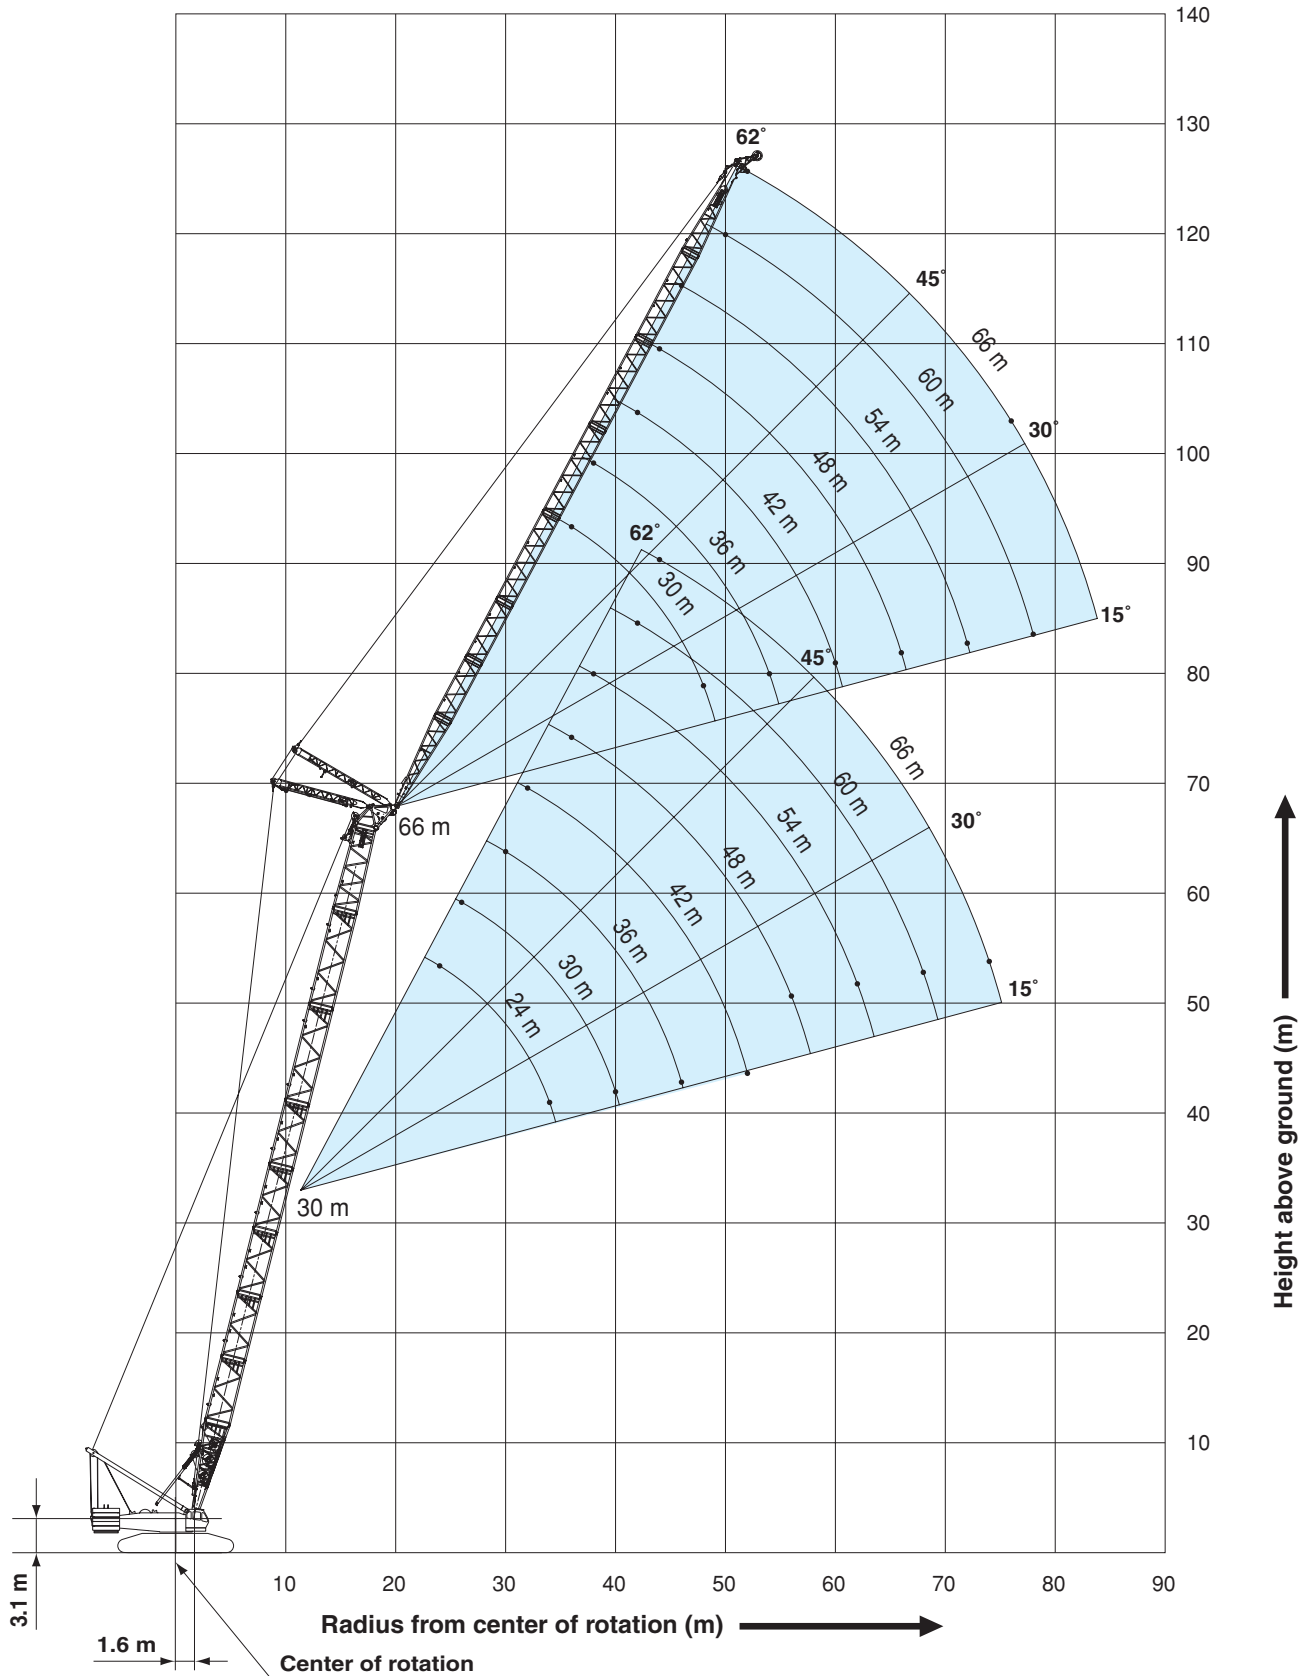 140
130
62°
120
45°
66 m
110
60 m
54 m
30°
48 m
100
42 m
62°
36 m
30 m
90
15°
45°
80
66 m
70
60 m
54 m
30°
66 m
48 m
42 m
60
36 m
30 m
24 m
15°
50
40
30 m
30
20
10
Height above ground (m)
3.1 m
10 20 30 40 50 60 70 80 90
Radius from center of rotation (m)
1.6 m
Center of rotation